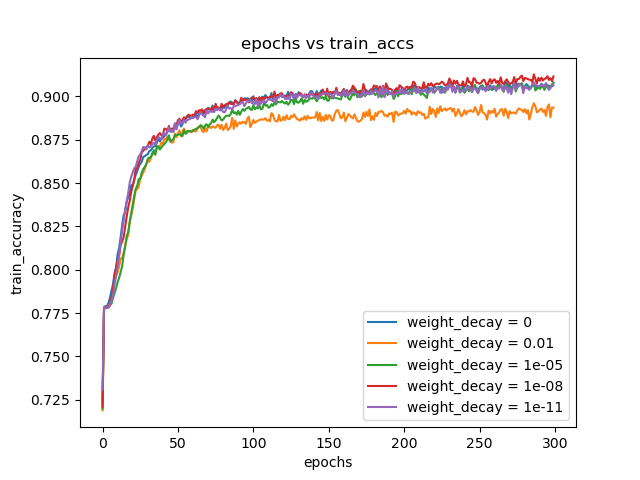 epochs vs train_accs
train_accuracy
0.900
0.875
0.850
0.825
0.800
0.775
0.750
0.725
weight_decay = 0
weight_decay = 0.01
weight_decay = 1e-05
weight_decay = 1e-08
weight_decay = 1e-11
0 50 100 150 200 250 300
epochs